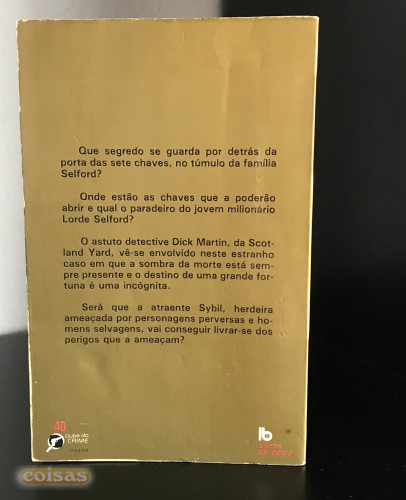 Que segredo se guarda por detrás da
porta das sete chaves, no túmulo da família
Selford?
Onde estão as chaves que a poderão
abrir e qual o paradeiro do jovem milionário
Lorde Selford?
O astuto detective Dick Martin, da Scot-
land Yard, vê-se envolvido neste estranho
caso em que a sombra da morte está sem-
pre presente e o destino de uma grande for-
tuna é uma incógnita.
Será que a atraente Sybil, herdeira
ameaçada por personagens perversas e ho-
mens selvagens, vai conseguir livrar-se dos
perigos que a ameaçam?
40
Clube do
CRIME
lb
coisas